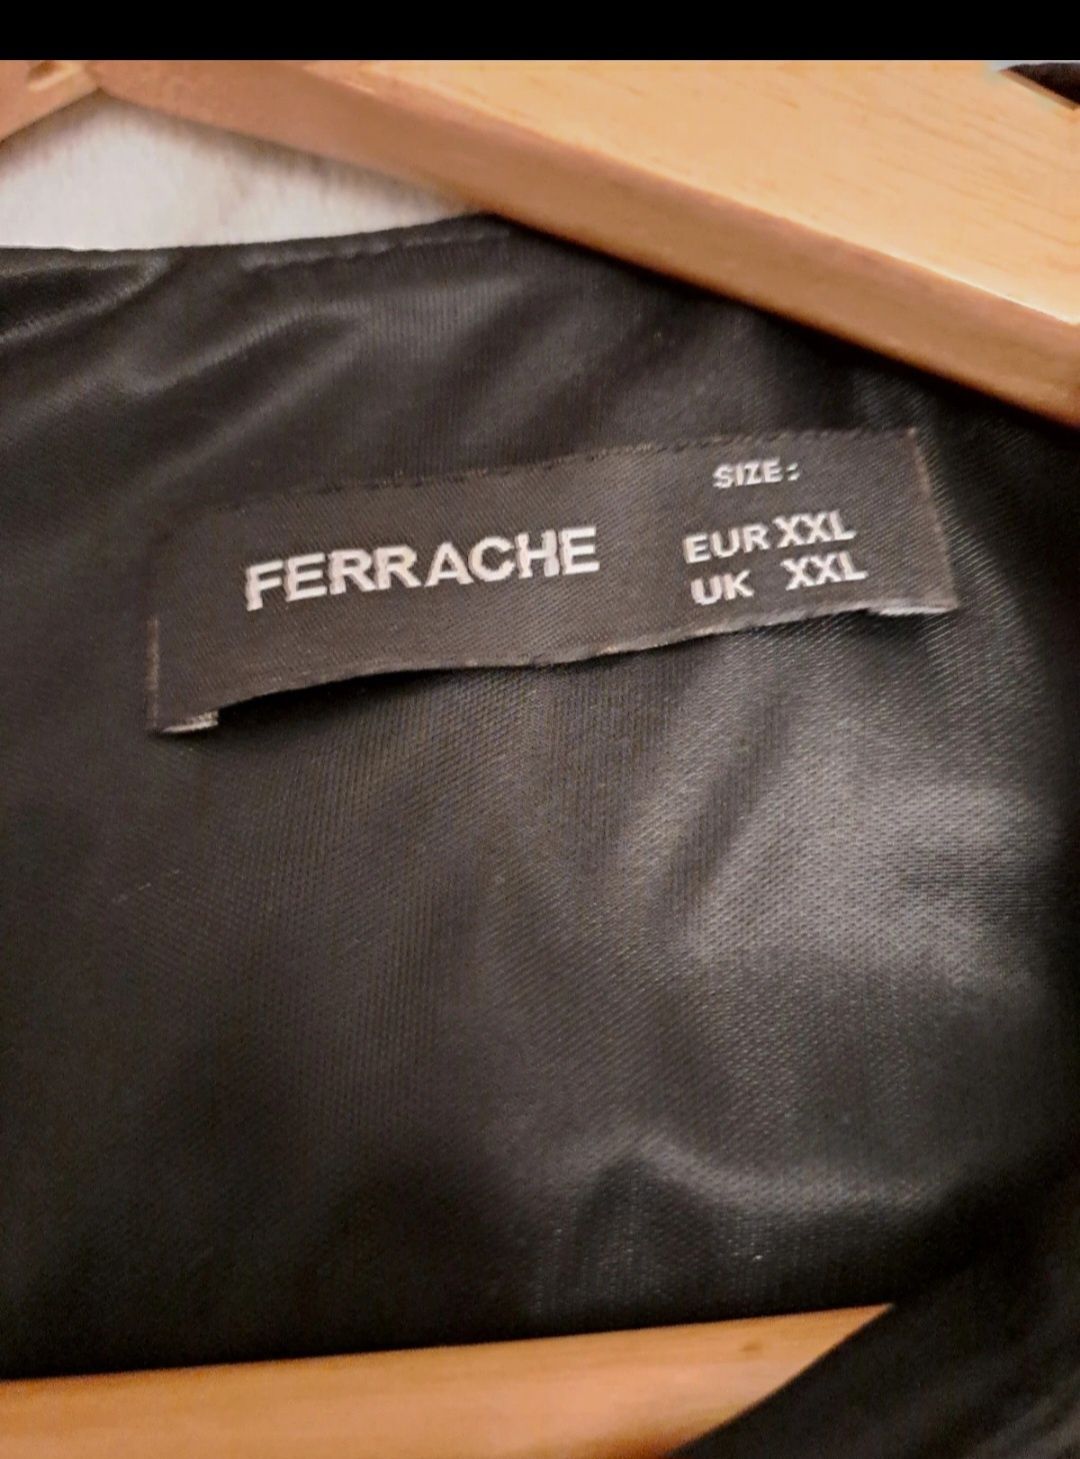 FERRACHE
SIZE:
EUR XXL
UK XXL